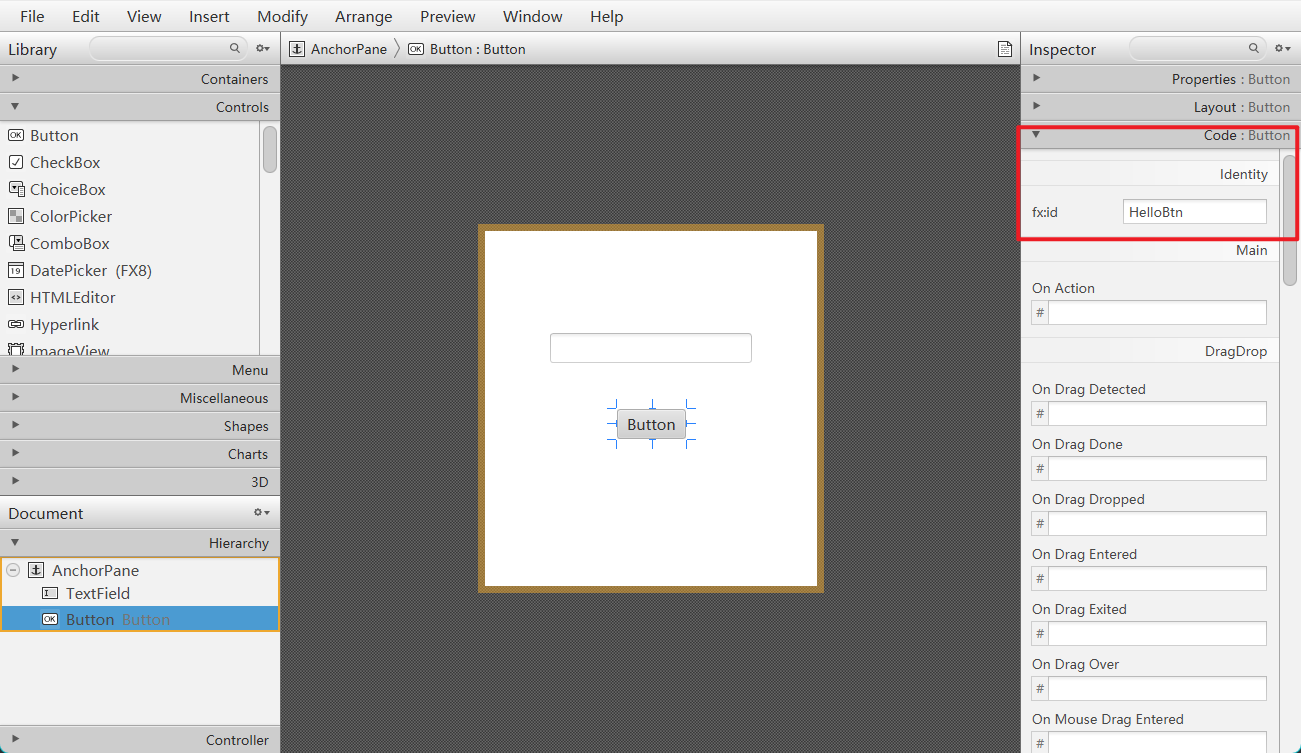 File Edit View Insert Modify Arrange Preview Window Help
Library
Containers
Controls
OK Button
CheckBox
ChoiceBox
ColorPicker
ComboBox
19 DatePicker (FX8)
HTMLEditor
Hyperlink
ImageView
Menu
Miscellaneous
Shapes
Charts
3D
Document
Hierarchy
AnchorPane
TextField
OK Button Button
Controller
AnchorPane OK Button : Button
Button
Inspector
Properties : Button
Layout : Button
Code : Button
Identity
fx:id HelloBtn
Main
On Action
#
DragDrop
On Drag Detected
#
On Drag Done
#
On Drag Dropped
#
On Drag Entered
#
On Drag Exited
#
On Drag Over
#
On Mouse Drag Entered
#